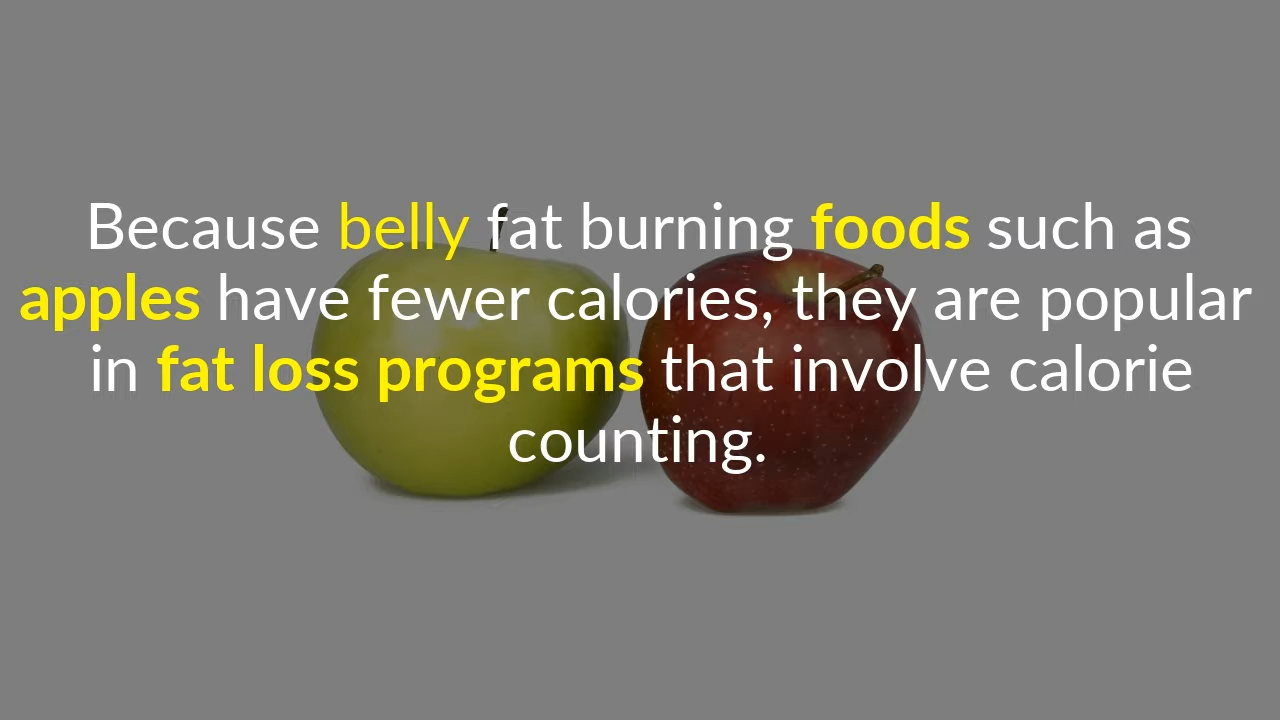 Because belly fat burning foods such as
apples have fewer calories, they are popular
in fat loss programs that involve calorie
counting.